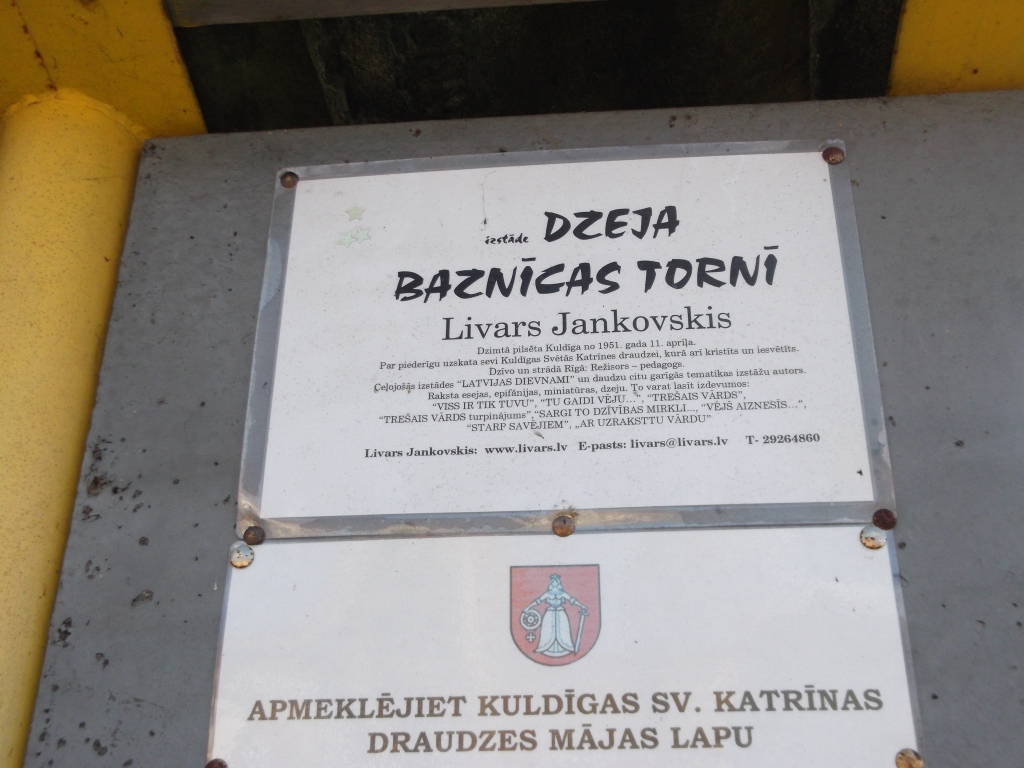 izstāde DZEJA
BAZNĪCAS TORNĪ
Livars Jankovskis
Dzimtā pilsēta Kuldīga no 1951. gada 11. aprīļa.
Par piederīgu uzskata sevi Kuldīgas Svētās Katrīnes draudzei, kurā arī kristīts un iesvētīts.
Dzīvo un strādā Rīgā: Režisors – pedagogs.
Ceļojošās izstādes "LATVIJAS DIEVNAMI" un daudzu citu garīgās tematikas izstāžu autors.
Raksta esejas, epifānijas, miniatūras, dzeju. To varat lasīt izdevumos:
"VISS IR TIK TUVU", "TU GAIDI VĒJU…", "TREŠAIS VĀRDS",
"TREŠAIS VĀRDS turpinājums", "SARGI TO DZĪVĪBAS MIRKLI..., "VĒJŠ AIZNESĪS...",
"STARP SAVĒJIEM", „AR UZRAKSTTU VĀRDU"
Livars Jankovskis: www.livars.lv E-pasts: livars@livars.lv T- 29264860
APMEKLĒJIET KULDĪGAS SV. KATRĪNAS
DRAUDZES MĀJAS LAPU